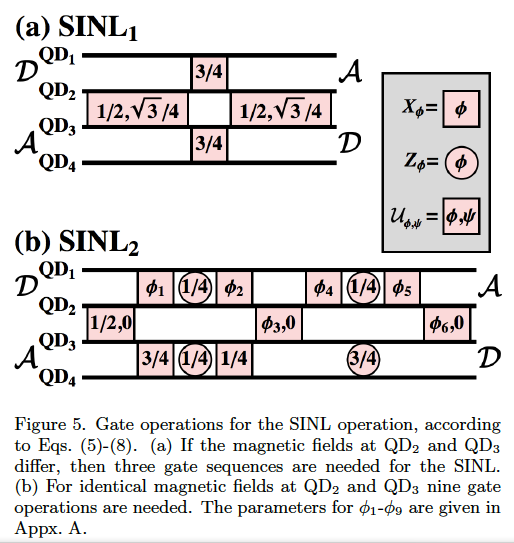 (a) SINL₁
D QD₁ 3/4 A
QD₂
1/2,√3/4 1/2,√3/4
A QD₃ 3/4 D
QD₄
X_ϕ= ϕ
Z_ϕ= ϕ
U_ϕ,ψ = ϕ,ψ
(b) SINL₂
D QD₁ ϕ₁ 1/4 ϕ₂ ϕ₄ 1/4 ϕ₅ A
QD₂
1/2,0 ϕ₃,0 ϕ₆,0
A QD₃ 3/4 1/4 1/4 3/4 D
QD₄
Figure 5. Gate operations for the SINL operation, according
to Eqs. (5)-(8). (a) If the magnetic fields at QD₂ and QD₃
differ, then three gate sequences are needed for the SINL.
(b) For identical magnetic fields at QD₂ and QD₃ nine gate
operations are needed. The parameters for ϕ₁-ϕ₉ are given in
Appx. A.